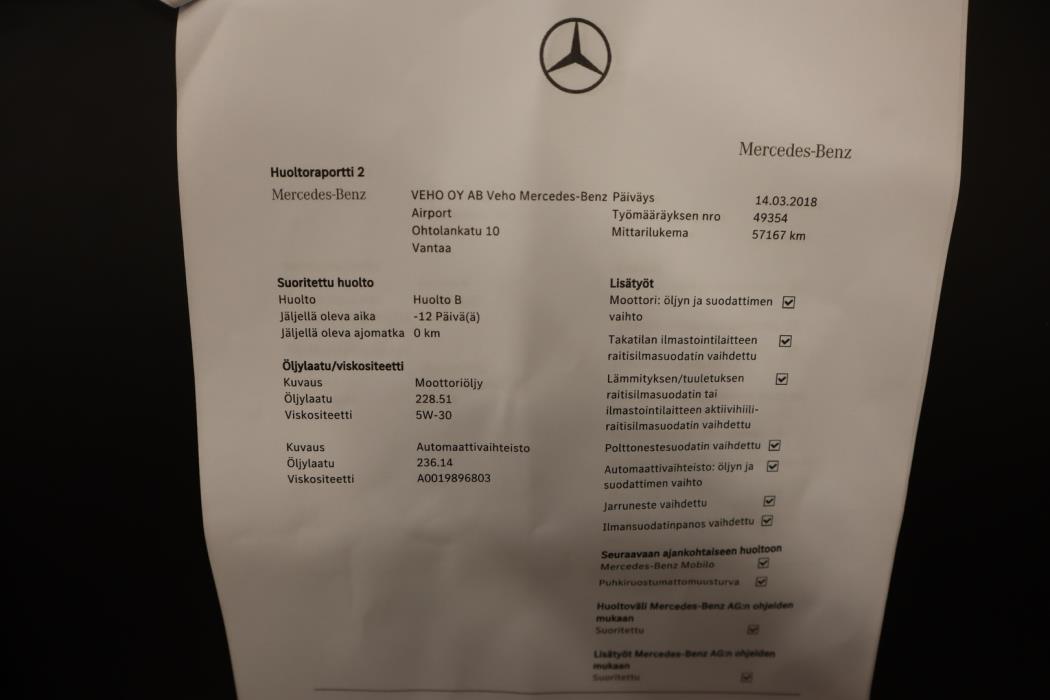 Mercedes-Benz
Huoltoraportti 2
Mercedes-Benz
VEHO OY AB Veho Mercedes-Benz
Airport
Ohtolankatu 10
Vantaa
Päiväys 14.03.2018
Työmääräyksen nro 49354
Mittarilukema 57167 km
Suoritettu huolto
Huolto Huolto B
Jäljellä oleva aika -12 Päivä(ä)
Jäljellä oleva ajomatka 0 km
Öljylaatu/viskositeetti
Kuvaus Moottoriöljy
Öljylaatu 228.51
Viskositeetti 5W-30
Kuvaus Automaattivaihteisto
Öljylaatu 236.14
Viskositeetti A0019896803
Lisätyöt
Moottori: öljyn ja suodattimen
vaihto
Takatilan ilmastointilaitteen
raitisilmasuodatin vaihdettu
Lämmityksen/tuuletuksen
raitisilmasuodatin tai
ilmastointilaitteen aktiivihiili-
raitisilmasuodatin vaihdettu
Polttonestesuodatin vaihdettu
Automaattivaihteisto: öljyn ja
suodattimen vaihto
Jarruneste vaihdettu
Ilmansuodatinpanos vaihdettu
Seuraavaan ajankohtaiseen huoltoon
Mercedes-Benz Mobilo
Puhkiruostumattomuusturva
Huoltoväli Mercedes-Benz AG:n ohjeiden
mukaan
Suoritettu
Lisätyöt Mercedes-Benz AG:n ohjeiden
mukaan
Suoritettu